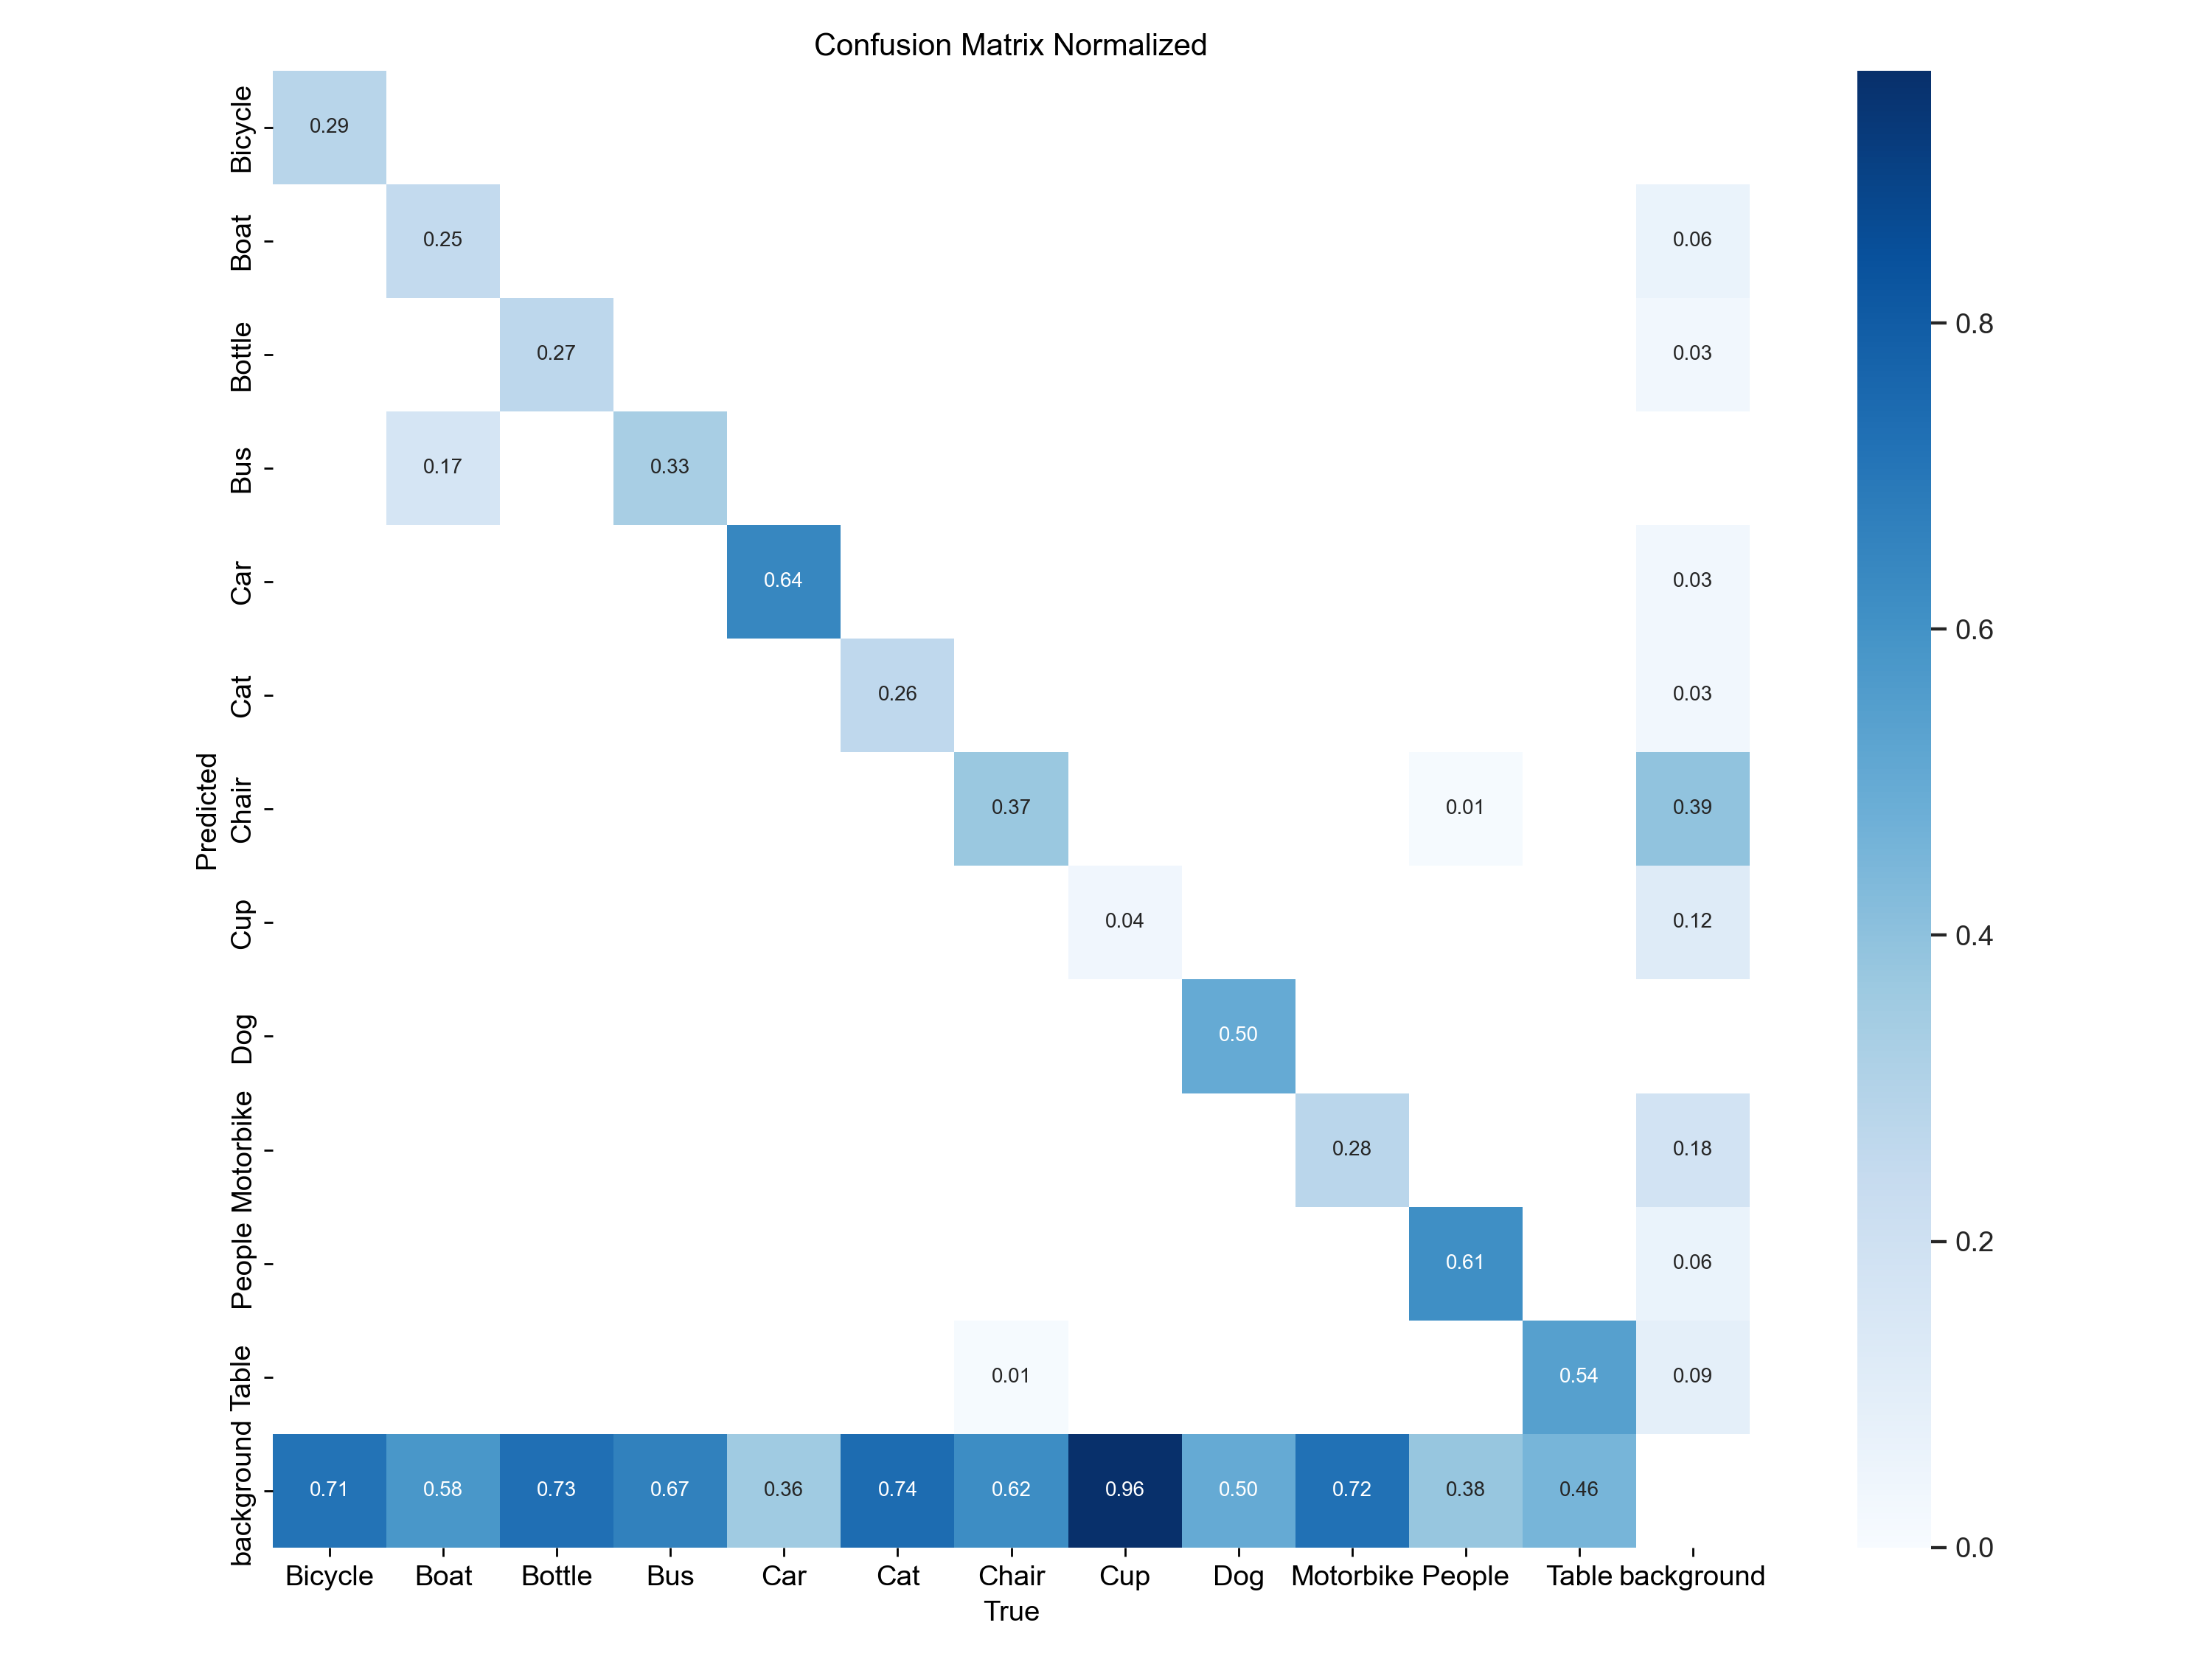 Confusion Matrix Normalized
Bicycle
0.29
Boat
0.25
0.06
Bottle
0.27
0.03
0.8
Bus
0.17
0.33
Car
0.64
0.03
0.6
Cat
0.26
0.03
Predicted
Chair
0.37
0.01
0.39
Cup
0.04
0.12
0.4
Dog
0.50
Motorbike
0.28
0.18
People
0.61
0.06
0.2
Table
0.01
0.54
0.09
background
0.71 0.58 0.73 0.67 0.36 0.74 0.62 0.96 0.50 0.72 0.38 0.46
0.0
Bicycle Boat Bottle Bus Car Cat Chair Cup Dog Motorbike People Table background
True